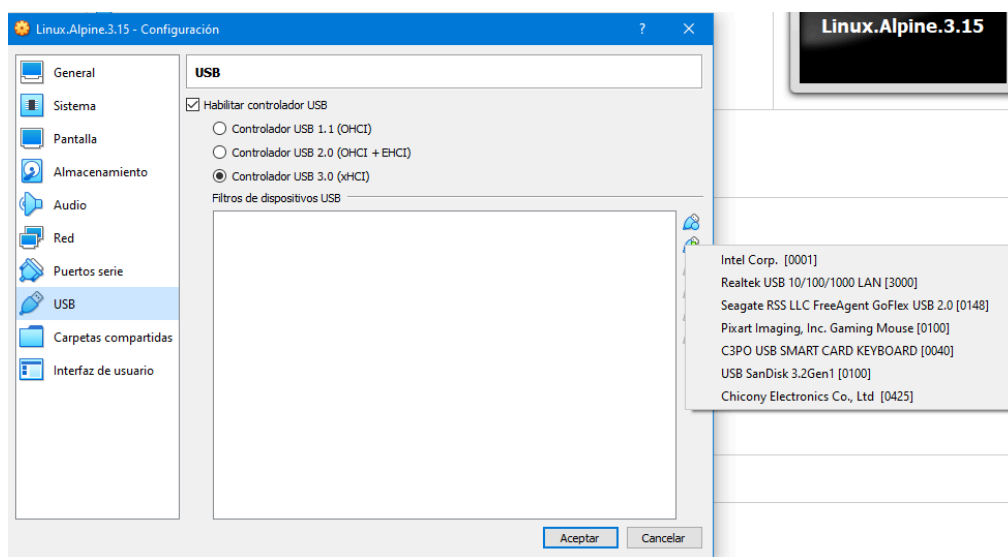 Linux.Alpine.3.15 - Configuración
?
Linux.Alpine.3.15
General
Sistema
Pantalla
Almacenamiento
Audio
Red
Puertos serie
USB
Carpetas compartidas
Interfaz de usuario
USB
Habilitar controlador USB
Controlador USB 1.1 (OHCI)
Controlador USB 2.0 (OHCI + EHCI)
Controlador USB 3.0 (xHCI)
Filtros de dispositivos USB
Intel Corp. [0001]
Realtek USB 10/100/1000 LAN [3000]
Seagate RSS LLC FreeAgent GoFlex USB 2.0 [0148]
Pixart Imaging, Inc. Gaming Mouse [0100]
C3PO USB SMART CARD KEYBOARD [0040]
USB SanDisk 3.2Gen1 [0100]
Chicony Electronics Co., Ltd [0425]
Aceptar
Cancelar